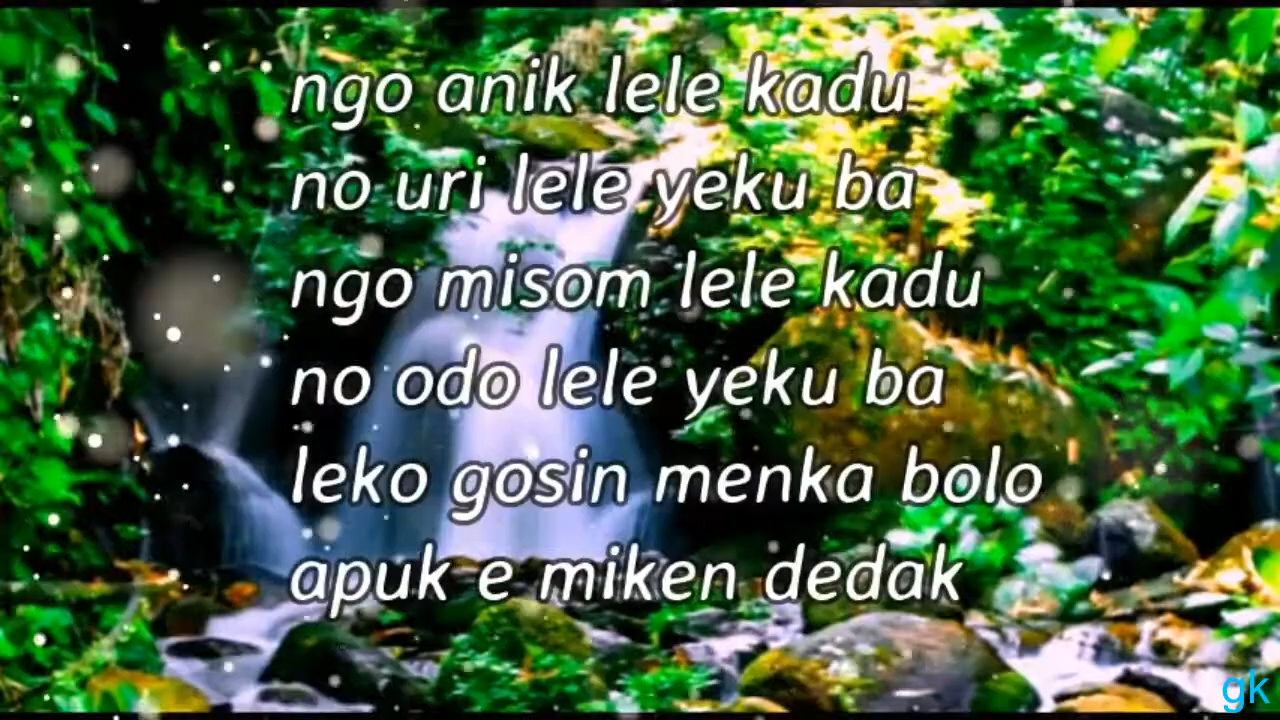 ngo anik lele kadu
no uri lele yeku ba
ngo misom lele kadu
no odo lele yeku ba
leko gosin menka bolo
apuk e miken dedak
gk